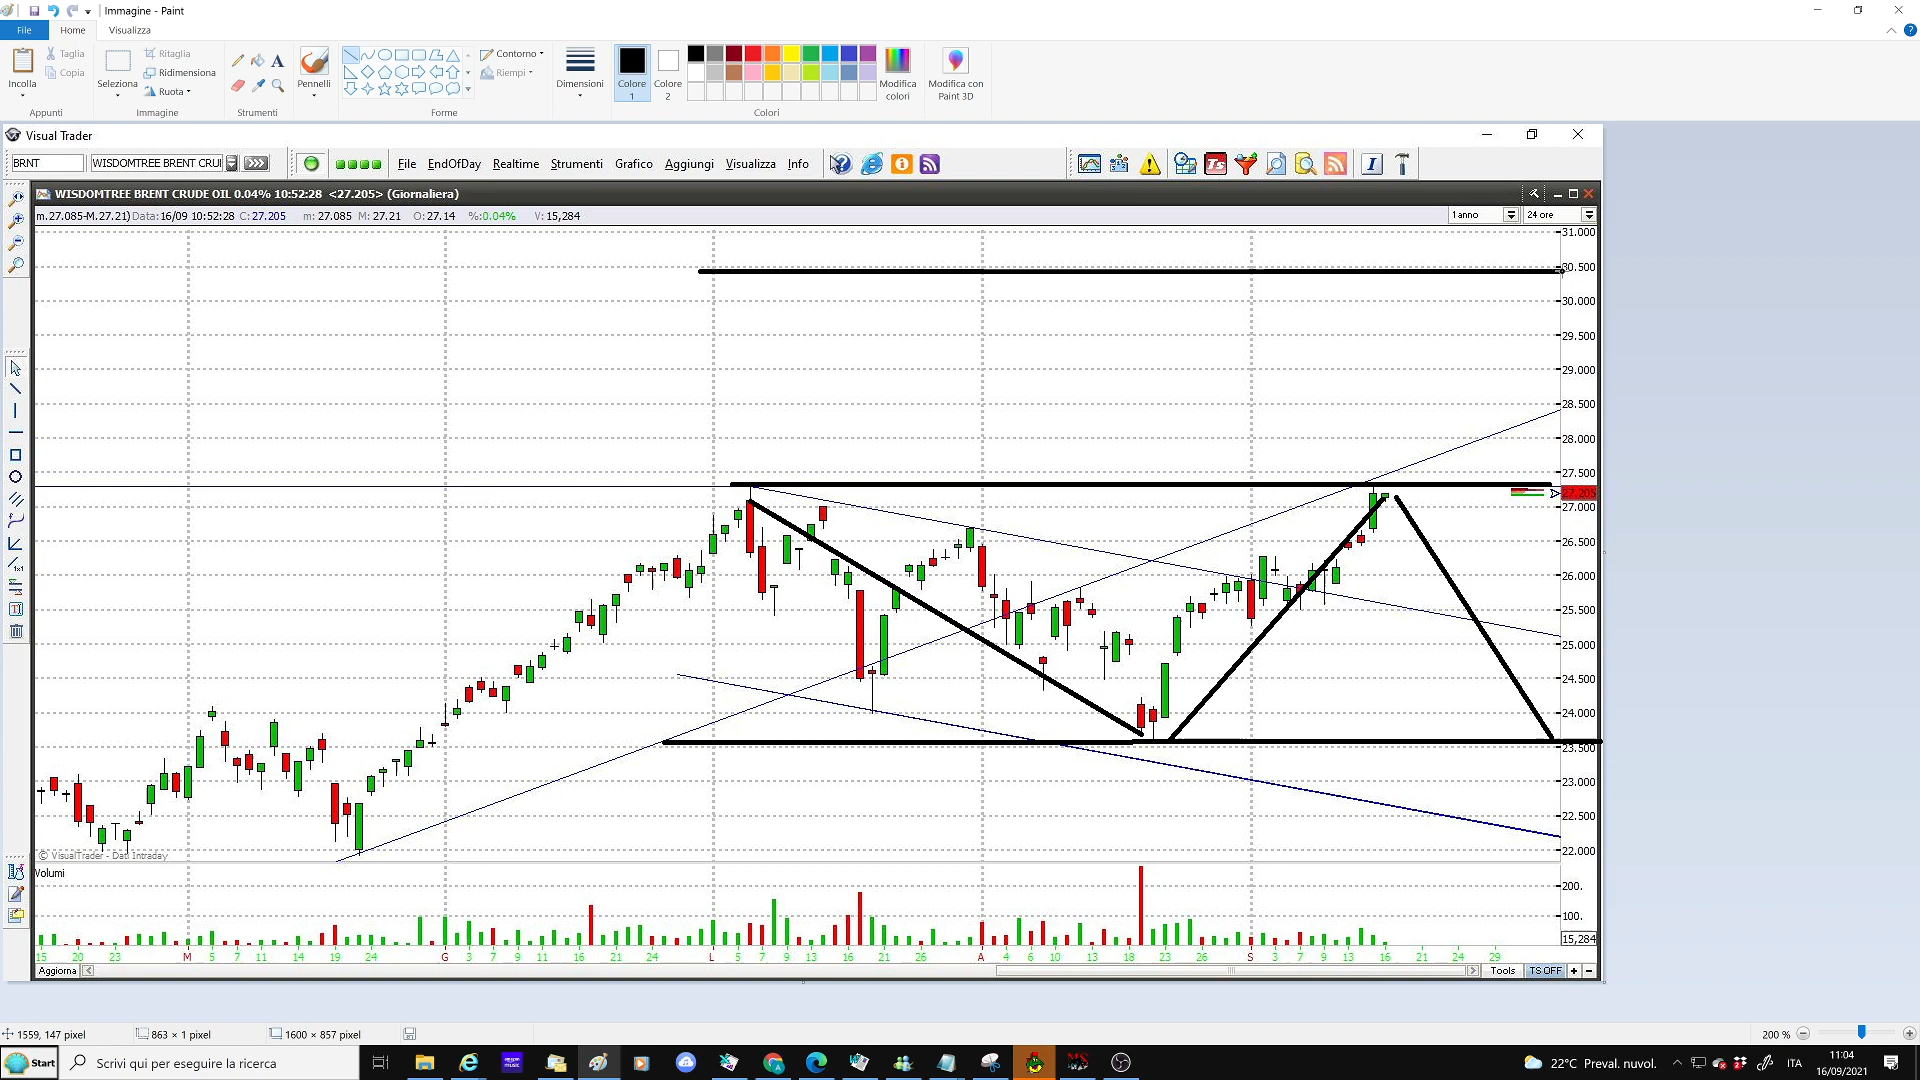 Immagine - Paint
File Home Visualizza
Incolla Taglia Copia Appunti
Seleziona Ritaglia Ridimensiona Ruota Immagine
Strumenti
Pennelli
Forme
Contorno Riempi
Dimensioni
Colore 1
Colore 2
Colori
Modifica colori
Modifica con Paint 3D
Visual Trader
BRNT WISDOMTREE BRENT CRUI File EndOfDay Realtime Strumenti Grafico Aggiungi Visualizza Info
WISDOMTREE BRENT CRUDE OIL 0.04% 10:52:28 <27.205> (Giornaliera)
m.27.085-M.27.21) Data:16/09 10:52:28 C:27.205 m: 27.085 M: 27.21 O: 27.14 %:0.04% V: 15,284 1 anno 24 ore
31.000
30.500
30.000
29.500
29.000
28.500
28.000
27.500
27.205
27.000
26.500
26.000
25.500
25.000
24.500
24.000
23.500
23.000
22.500
22.000
© VisualTrader - Dati Intraday
Volumi
200.
100.
15,284
15 20 23 M 5 7 11 14 19 24 G 3 7 9 11 16 21 24 L 5 7 9 13 16 21 26 A 4 6 10 13 18 23 26 S 3 7 9 13 16 21 24 29
Aggiorna Tools TS OFF
1559, 147 pixel 863 × 1 pixel 1600 × 857 pixel 200 %
Start Scrivi qui per eseguire la ricerca 22°C Preval. nuvol. ITA 11:04
16/09/2021